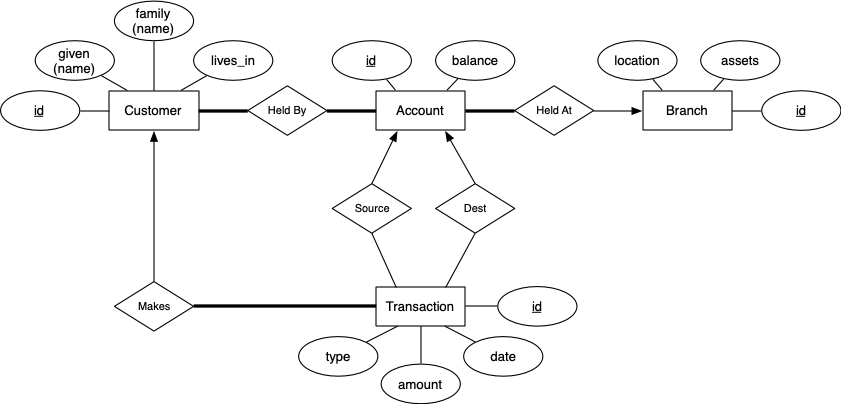 family
(name)
given
(name)
lives_in
id
balance
location
assets
id
Customer
Held By
Account
Held At
Branch
id
Source
Dest
Makes
Transaction
id
type
date
amount